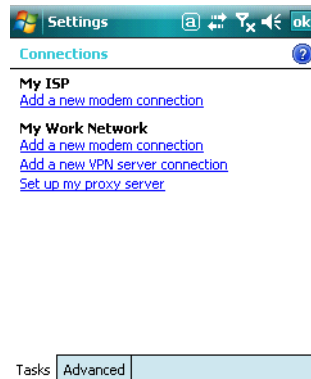 Settings
a
ok
Connections
?
My ISP
Add a new modem connection
My Work Network
Add a new modem connection
Add a new VPN server connection
Set up my proxy server
Tasks Advanced